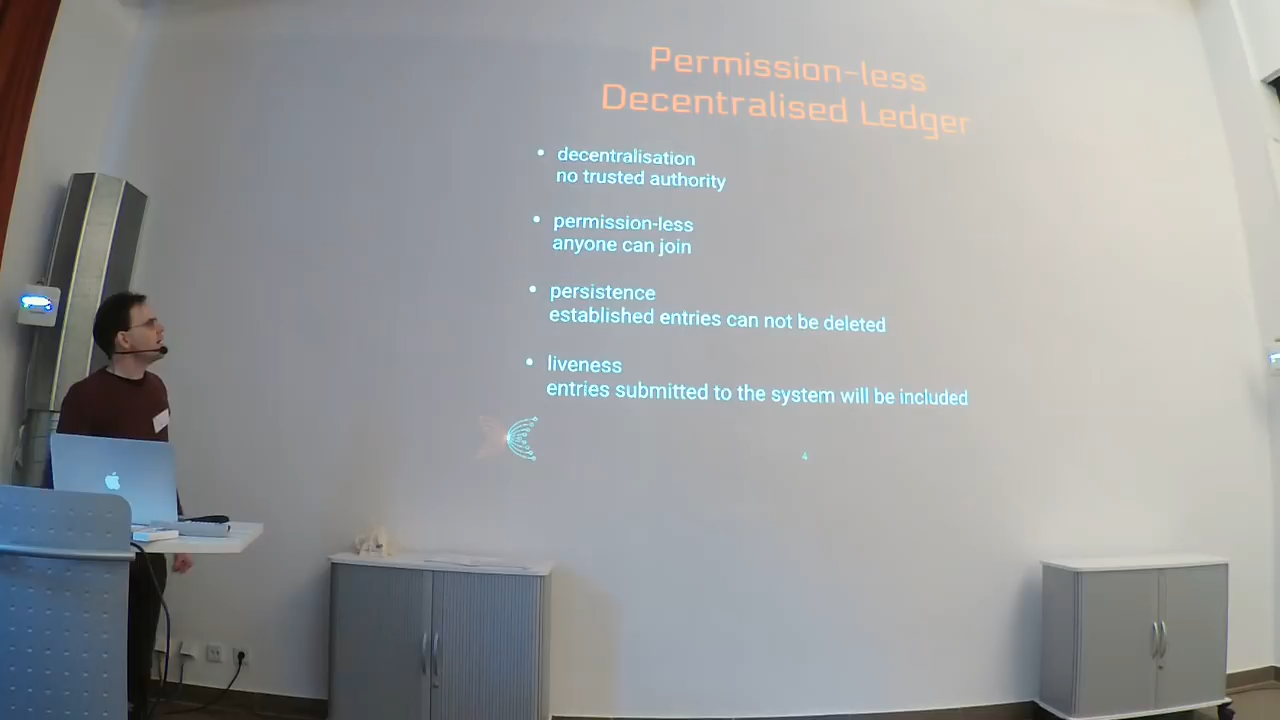 Permission-less
Decentralised Ledger
• decentralisation
no trusted authority
• permission-less
anyone can join
• persistence
established entries can not be deleted
• liveness
entries submitted to the system will be included
4